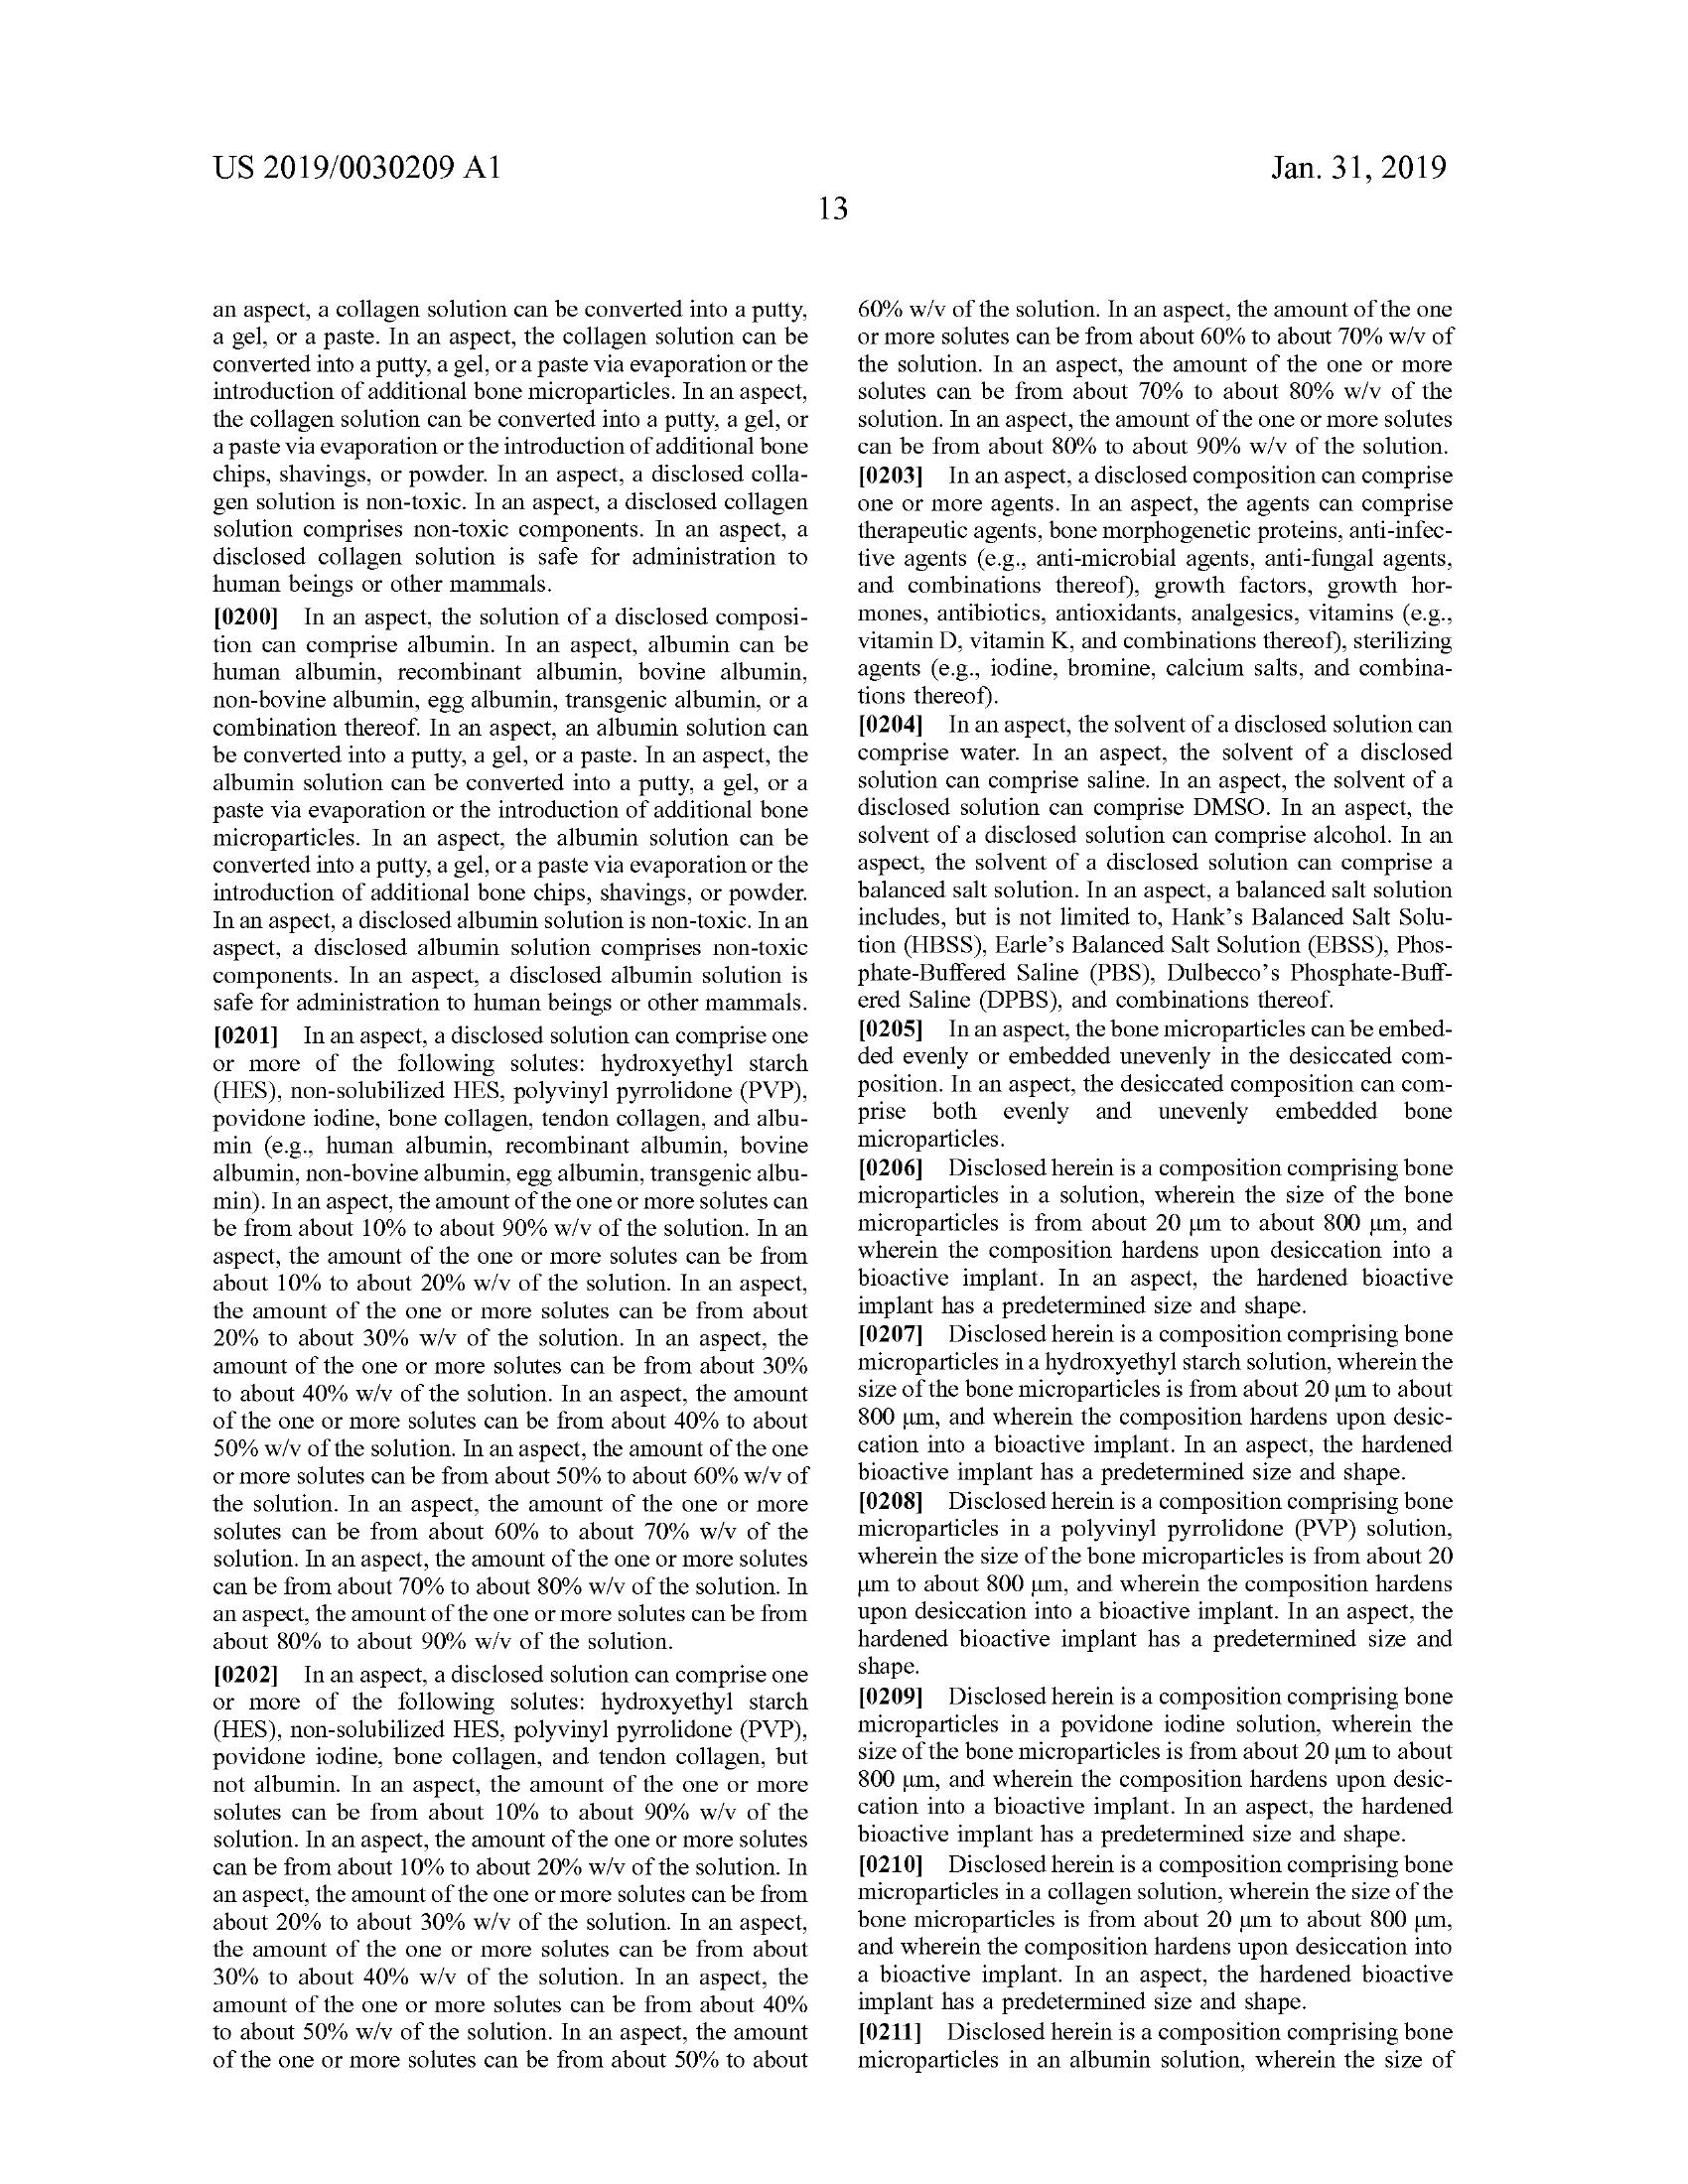 US 2019/0030209 A1
Jan. 31, 2019
13
an aspect, a collagen solution can be converted into a putty,
a gel, or a paste. In an aspect, the collagen solution can be
converted into a putty, a gel, or a paste via evaporation or the
introduction of additional bone microparticles. In an aspect,
the collagen solution can be converted into a putty, a gel, or
a paste via evaporation or the introduction of additional bone
chips, shavings, or powder. In an aspect, a disclosed colla-
gen solution is non-toxic. In an aspect, a disclosed collagen
solution comprises non-toxic components. In an aspect, a
disclosed collagen solution is safe for administration to
human beings or other mammals.
[0200] In an aspect, the solution of a disclosed composi-
tion can comprise albumin. In an aspect, albumin can be
human albumin, recombinant albumin, bovine albumin,
non-bovine albumin, egg albumin, transgenic albumin, or a
combination thereof. In an aspect, an albumin solution can
be converted into a putty, a gel, or a paste. In an aspect, the
albumin solution can be converted into a putty, a gel, or a
paste via evaporation or the introduction of additional bone
microparticles. In an aspect, the albumin solution can be
converted into a putty, a gel, or a paste via evaporation or the
introduction of additional bone chips, shavings, or powder.
In an aspect, a disclosed albumin solution is non-toxic. In an
aspect, a disclosed albumin solution comprises non-toxic
components. In an aspect, a disclosed albumin solution is
safe for administration to human beings or other mammals.
[0201] In an aspect, a disclosed solution can comprise one
or more of the following solutes: hydroxyethyl starch
(HES), non-solubilized HES, polyvinyl pyrrolidone (PVP),
povidone iodine, bone collagen, tendon collagen, and albu-
min (e.g., human albumin, recombinant albumin, bovine
albumin, non-bovine albumin, egg albumin, transgenic albu-
min). In an aspect, the amount of the one or more solutes can
be from about 10% to about 90% w/v of the solution. In an
aspect, the amount of the one or more solutes can be from
about 10% to about 20% w/v of the solution. In an aspect,
the amount of the one or more solutes can be from about
20% to about 30% w/v of the solution. In an aspect, the
amount of the one or more solutes can be from about 30%
to about 40% w/v of the solution. In an aspect, the amount
of the one or more solutes can be from about 40% to about
50% w/v of the solution. In an aspect, the amount of the one
or more solutes can be from about 50% to about 60% w/v of
the solution. In an aspect, the amount of the one or more
solutes can be from about 60% to about 70% w/v of the
solution. In an aspect, the amount of the one or more solutes
can be from about 70% to about 80% w/v of the solution. In
an aspect, the amount of the one or more solutes can be from
about 80% to about 90% w/v of the solution.
[0202] In an aspect, a disclosed solution can comprise one
or more of the following solutes: hydroxyethyl starch
(HES), non-solubilized HES, polyvinyl pyrrolidone (PVP),
povidone iodine, bone collagen, and tendon collagen, but
not albumin. In an aspect, the amount of the one or more
solutes can be from about 10% to about 90% w/v of the
solution. In an aspect, the amount of the one or more solutes
can be from about 10% to about 20% w/v of the solution. In
an aspect, the amount of the one or more solutes can be from
about 20% to about 30% w/v of the solution. In an aspect,
the amount of the one or more solutes can be from about
30% to about 40% w/v of the solution. In an aspect, the
amount of the one or more solutes can be from about 40%
to about 50% w/v of the solution. In an aspect, the amount
of the one or more solutes can be from about 50% to about
60% w/v of the solution. In an aspect, the amount of the one
or more solutes can be from about 60% to about 70% w/v of
the solution. In an aspect, the amount of the one or more
solutes can be from about 70% to about 80% w/v of the
solution. In an aspect, the amount of the one or more solutes
can be from about 80% to about 90% w/v of the solution.
[0203] In an aspect, a disclosed composition can comprise
one or more agents. In an aspect, the agents can comprise
therapeutic agents, bone morphogenetic proteins, anti-infec-
tive agents (e.g., anti-microbial agents, anti-fungal agents,
and combinations thereof), growth factors, growth hor-
mones, antibiotics, antioxidants, analgesics, vitamins (e.g.,
vitamin D, vitamin K, and combinations thereof), sterilizing
agents (e.g., iodine, bromine, calcium salts, and combina-
tions thereof).
[0204] In an aspect, the solvent of a disclosed solution can
comprise water. In an aspect, the solvent of a disclosed
solution can comprise saline. In an aspect, the solvent of a
disclosed solution can comprise DMSO. In an aspect, the
solvent of a disclosed solution can comprise alcohol. In an
aspect, the solvent of a disclosed solution can comprise a
balanced salt solution. In an aspect, a balanced salt solution
includes, but is not limited to, Hank's Balanced Salt Solu-
tion (HBSS), Earle's Balanced Salt Solution (EBSS), Phos-
phate-Buffered Saline (PBS), Dulbecco's Phosphate-Buff-
ered Saline (DPBS), and combinations thereof.
[0205] In an aspect, the bone microparticles can be embed-
ded evenly or embedded unevenly in the desiccated com-
position. In an aspect, the desiccated composition can com-
prise both evenly and unevenly embedded bone
microparticles.
[0206] Disclosed herein is a composition comprising bone
microparticles in a solution, wherein the size of the bone
microparticles is from about 20 μm to about 800 μm, and
wherein the composition hardens upon desiccation into a
bioactive implant. In an aspect, the hardened bioactive
implant has a predetermined size and shape.
[0207] Disclosed herein is a composition comprising bone
microparticles in a hydroxyethyl starch solution, wherein the
size of the bone microparticles is from about 20 μm to about
800 μm, and wherein the composition hardens upon desic-
cation into a bioactive implant. In an aspect, the hardened
bioactive implant has a predetermined size and shape.
[0208] Disclosed herein is a composition comprising bone
microparticles in a polyvinyl pyrrolidone (PVP) solution,
wherein the size of the bone microparticles is from about 20
μm to about 800 μm, and wherein the composition hardens
upon desiccation into a bioactive implant. In an aspect, the
hardened bioactive implant has a predetermined size and
shape.
[0209] Disclosed herein is a composition comprising bone
microparticles in a povidone iodine solution, wherein the
size of the bone microparticles is from about 20 μm to about
800 μm, and wherein the composition hardens upon desic-
cation into a bioactive implant. In an aspect, the hardened
bioactive implant has a predetermined size and shape.
[0210] Disclosed herein is a composition comprising bone
microparticles in a collagen solution, wherein the size of the
bone microparticles is from about 20 μm to about 800 μm,
and wherein the composition hardens upon desiccation into
a bioactive implant. In an aspect, the hardened bioactive
implant has a predetermined size and shape.
[0211] Disclosed herein is a composition comprising bone
microparticles in an albumin solution, wherein the size of